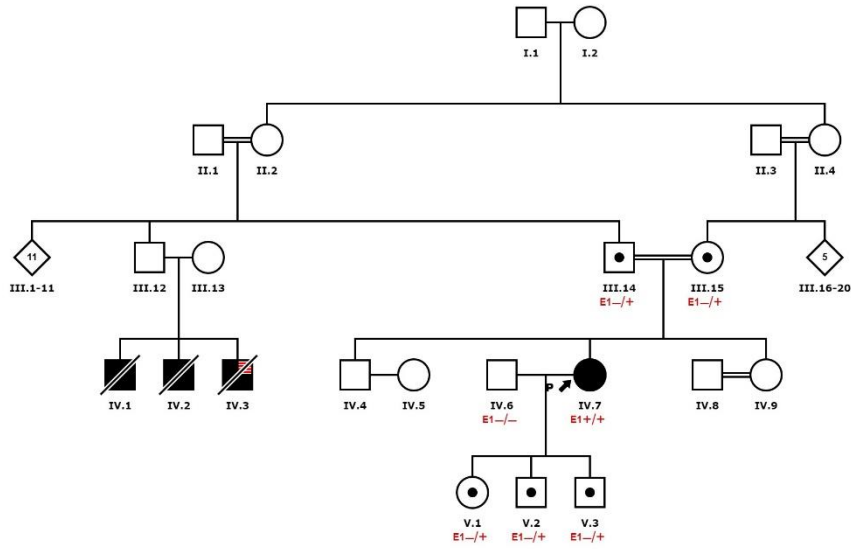 I.1 I.2
II.1 II.2 II.3 II.4
11 5
III.1-11 III.12 III.13 III.14 III.15 III.16-20
E1—/+ E1—/+
P
IV.1 IV.2 IV.3 IV.4 IV.5 IV.6 IV.7 IV.8 IV.9
E1—/— E1+/+
V.1 V.2 V.3
E1—/+ E1—/+ E1—/+